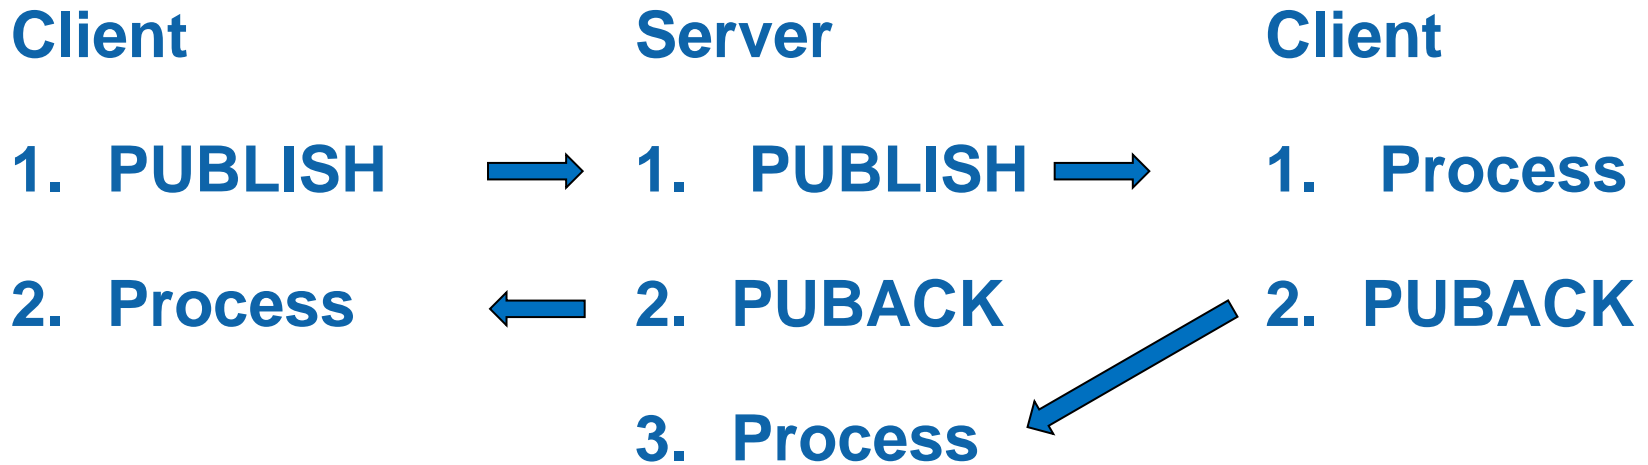 Client Server Client
1. PUBLISH 1. PUBLISH 1. Process
2. Process 2. PUBACK 2. PUBACK
3. Process